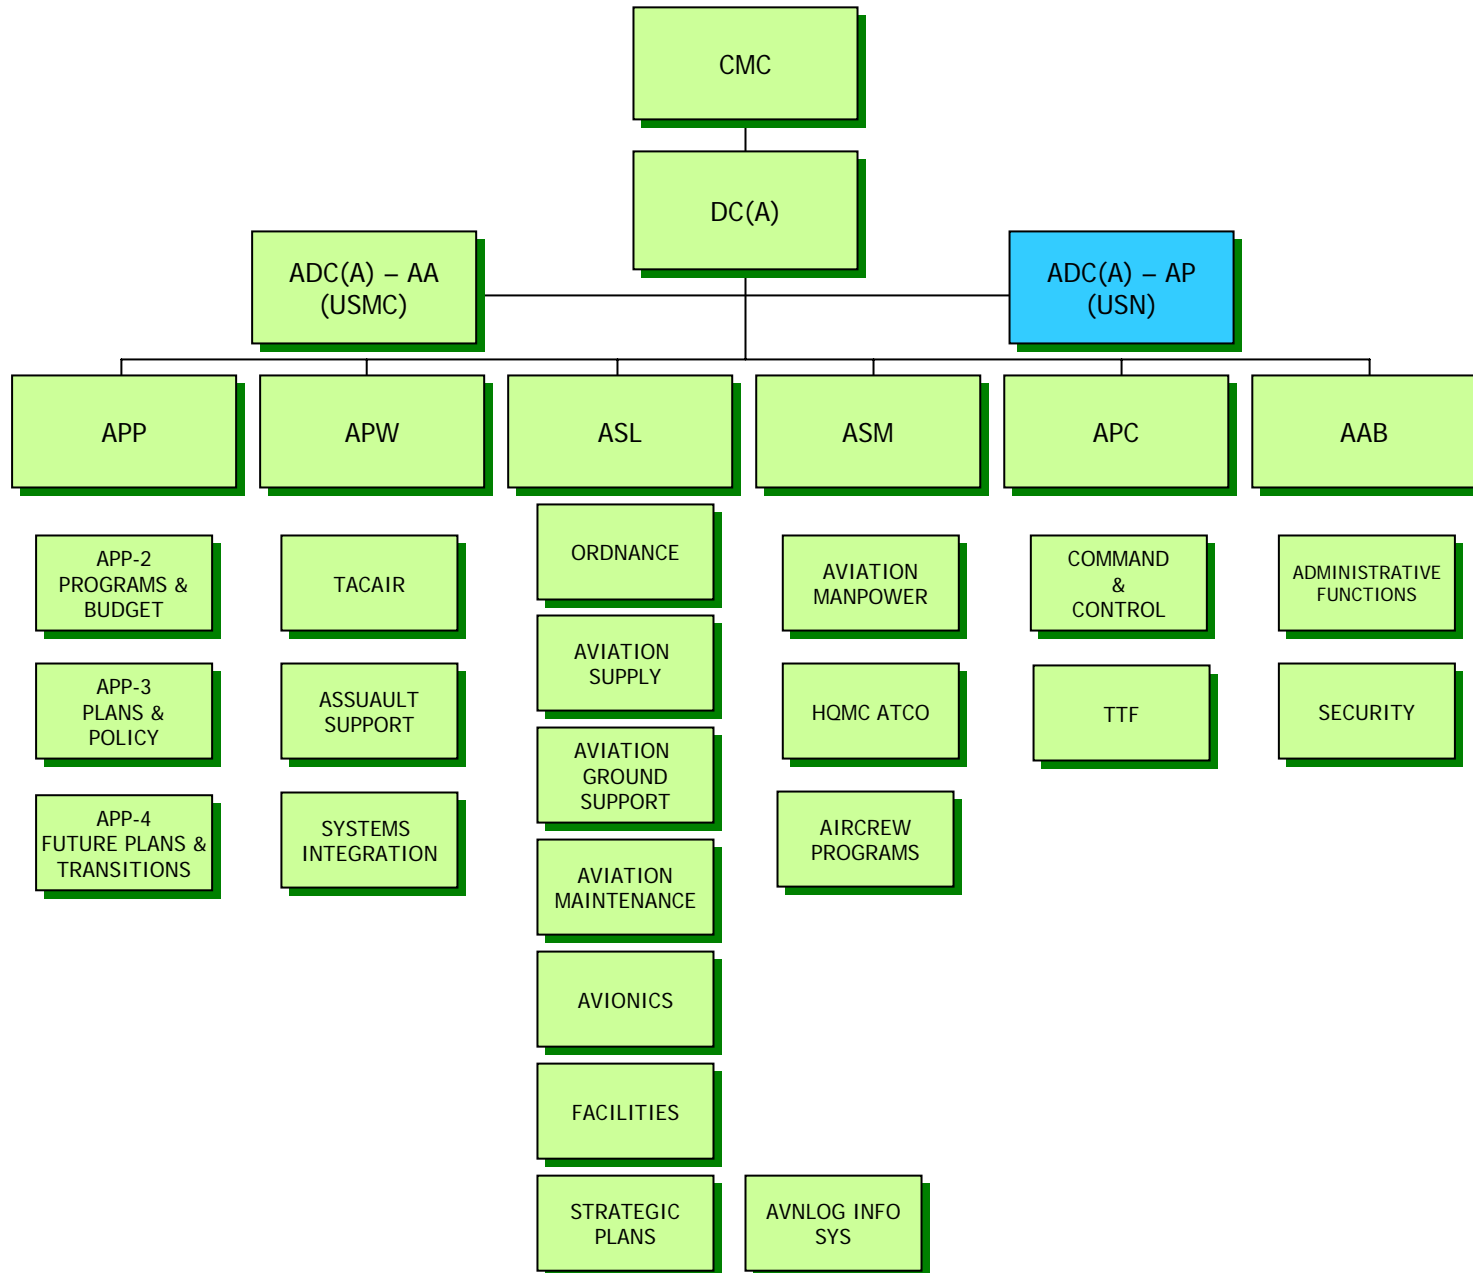 CMC
DC(A)
ADC(A) – AA
(USMC)
ADC(A) – AP
(USN)
APP
APW
ASL
ASM
APC
AAB
APP-2
PROGRAMS &
BUDGET
APP-3
PLANS &
POLICY
APP-4
FUTURE PLANS &
TRANSITIONS
TACAIR
ASSUAULT
SUPPORT
SYSTEMS
INTEGRATION
ORDNANCE
AVIATION
SUPPLY
AVIATION
GROUND
SUPPORT
AVIATION
MAINTENANCE
AVIONICS
FACILITIES
STRATEGIC
PLANS
AVNLOG INFO
SYS
AVIATION
MANPOWER
HQMC ATCO
AIRCREW
PROGRAMS
COMMAND
&
CONTROL
TTF
ADMINISTRATIVE
FUNCTIONS
SECURITY